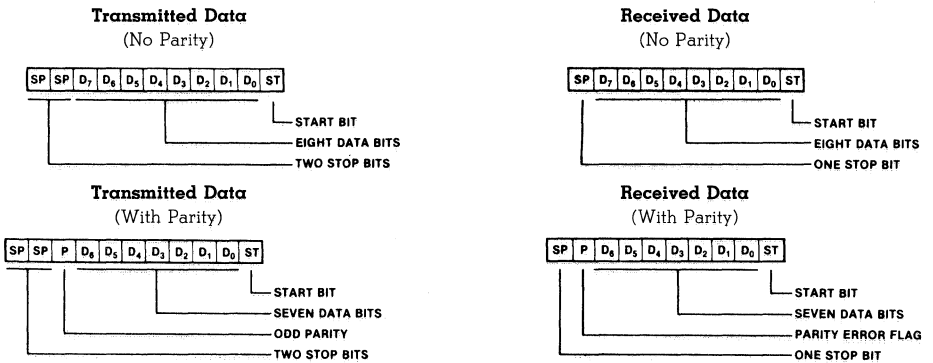 Transmitted Data
(No Parity)
SP SP D7 D6 D5 D4 D3 D2 D1 D0 ST
START BIT
EIGHT DATA BITS
TWO STOP BITS
Received Data
(No Parity)
SP D7 D6 D5 D4 D3 D2 D1 D0 ST
START BIT
EIGHT DATA BITS
ONE STOP BIT
Transmitted Data
(With Parity)
SP SP P D6 D5 D4 D3 D2 D1 D0 ST
START BIT
SEVEN DATA BITS
ODD PARITY
TWO STOP BITS
Received Data
(With Parity)
SP P D6 D5 D4 D3 D2 D1 D0 ST
START BIT
SEVEN DATA BITS
PARITY ERROR FLAG
ONE STOP BIT